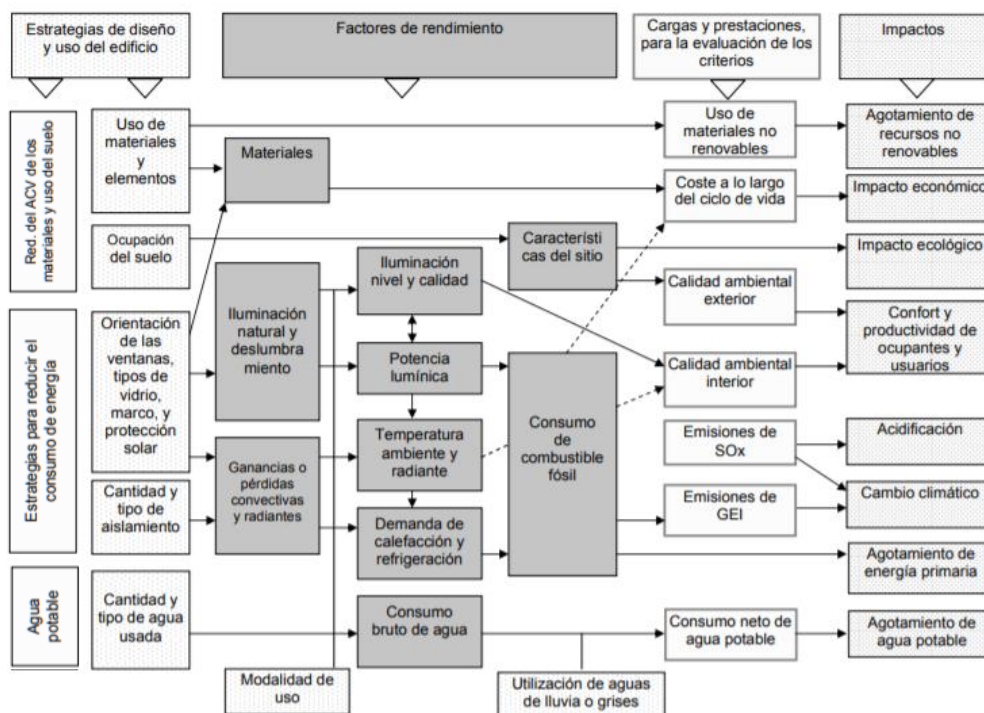 Estrategias de diseño
y uso del edificio
Factores de rendimiento
Cargas y prestaciones,
para la evaluación de los
criterios
Impactos
Red. del ACV de los
materiales y uso del suelo
Uso de
materiales
y
elementos
Materiales
Uso de
materiales no
renovables
Agotamiento de
recursos no
renovables
Coste a lo largo
del ciclo de vida
Impacto económico
Ocupación
del suelo
Característi
cas del sitio
Impacto ecológico
Iluminación
nivel y calidad
Calidad ambiental
exterior
Estrategias para reducir el
consumo de energía
Orientación
de las
ventanas,
tipos de
vidrio,
marco, y
protección
solar
Iluminación
natural y
deslumbra
miento
Potencia
lumínica
Confort y
productividad de
ocupantes y
usuarios
Calidad ambiental
interior
Consumo
de
combustible
fósil
Temperatura
ambiente y
radiante
Ganancias o
pérdidas
convectivas
y radiantes
Emisiones de
SOx
Acidificación
Cantidad y
tipo de
aislamiento
Demanda de
calefacción y
refrigeración
Emisiones de
GEI
Cambio climático
Agotamiento de
energía primaria
Agua
potable
Cantidad y
tipo de agua
usada
Consumo
bruto de agua
Consumo neto de
agua potable
Agotamiento de
agua potable
Modalidad de
uso
Utilización de aguas
de lluvia o grises